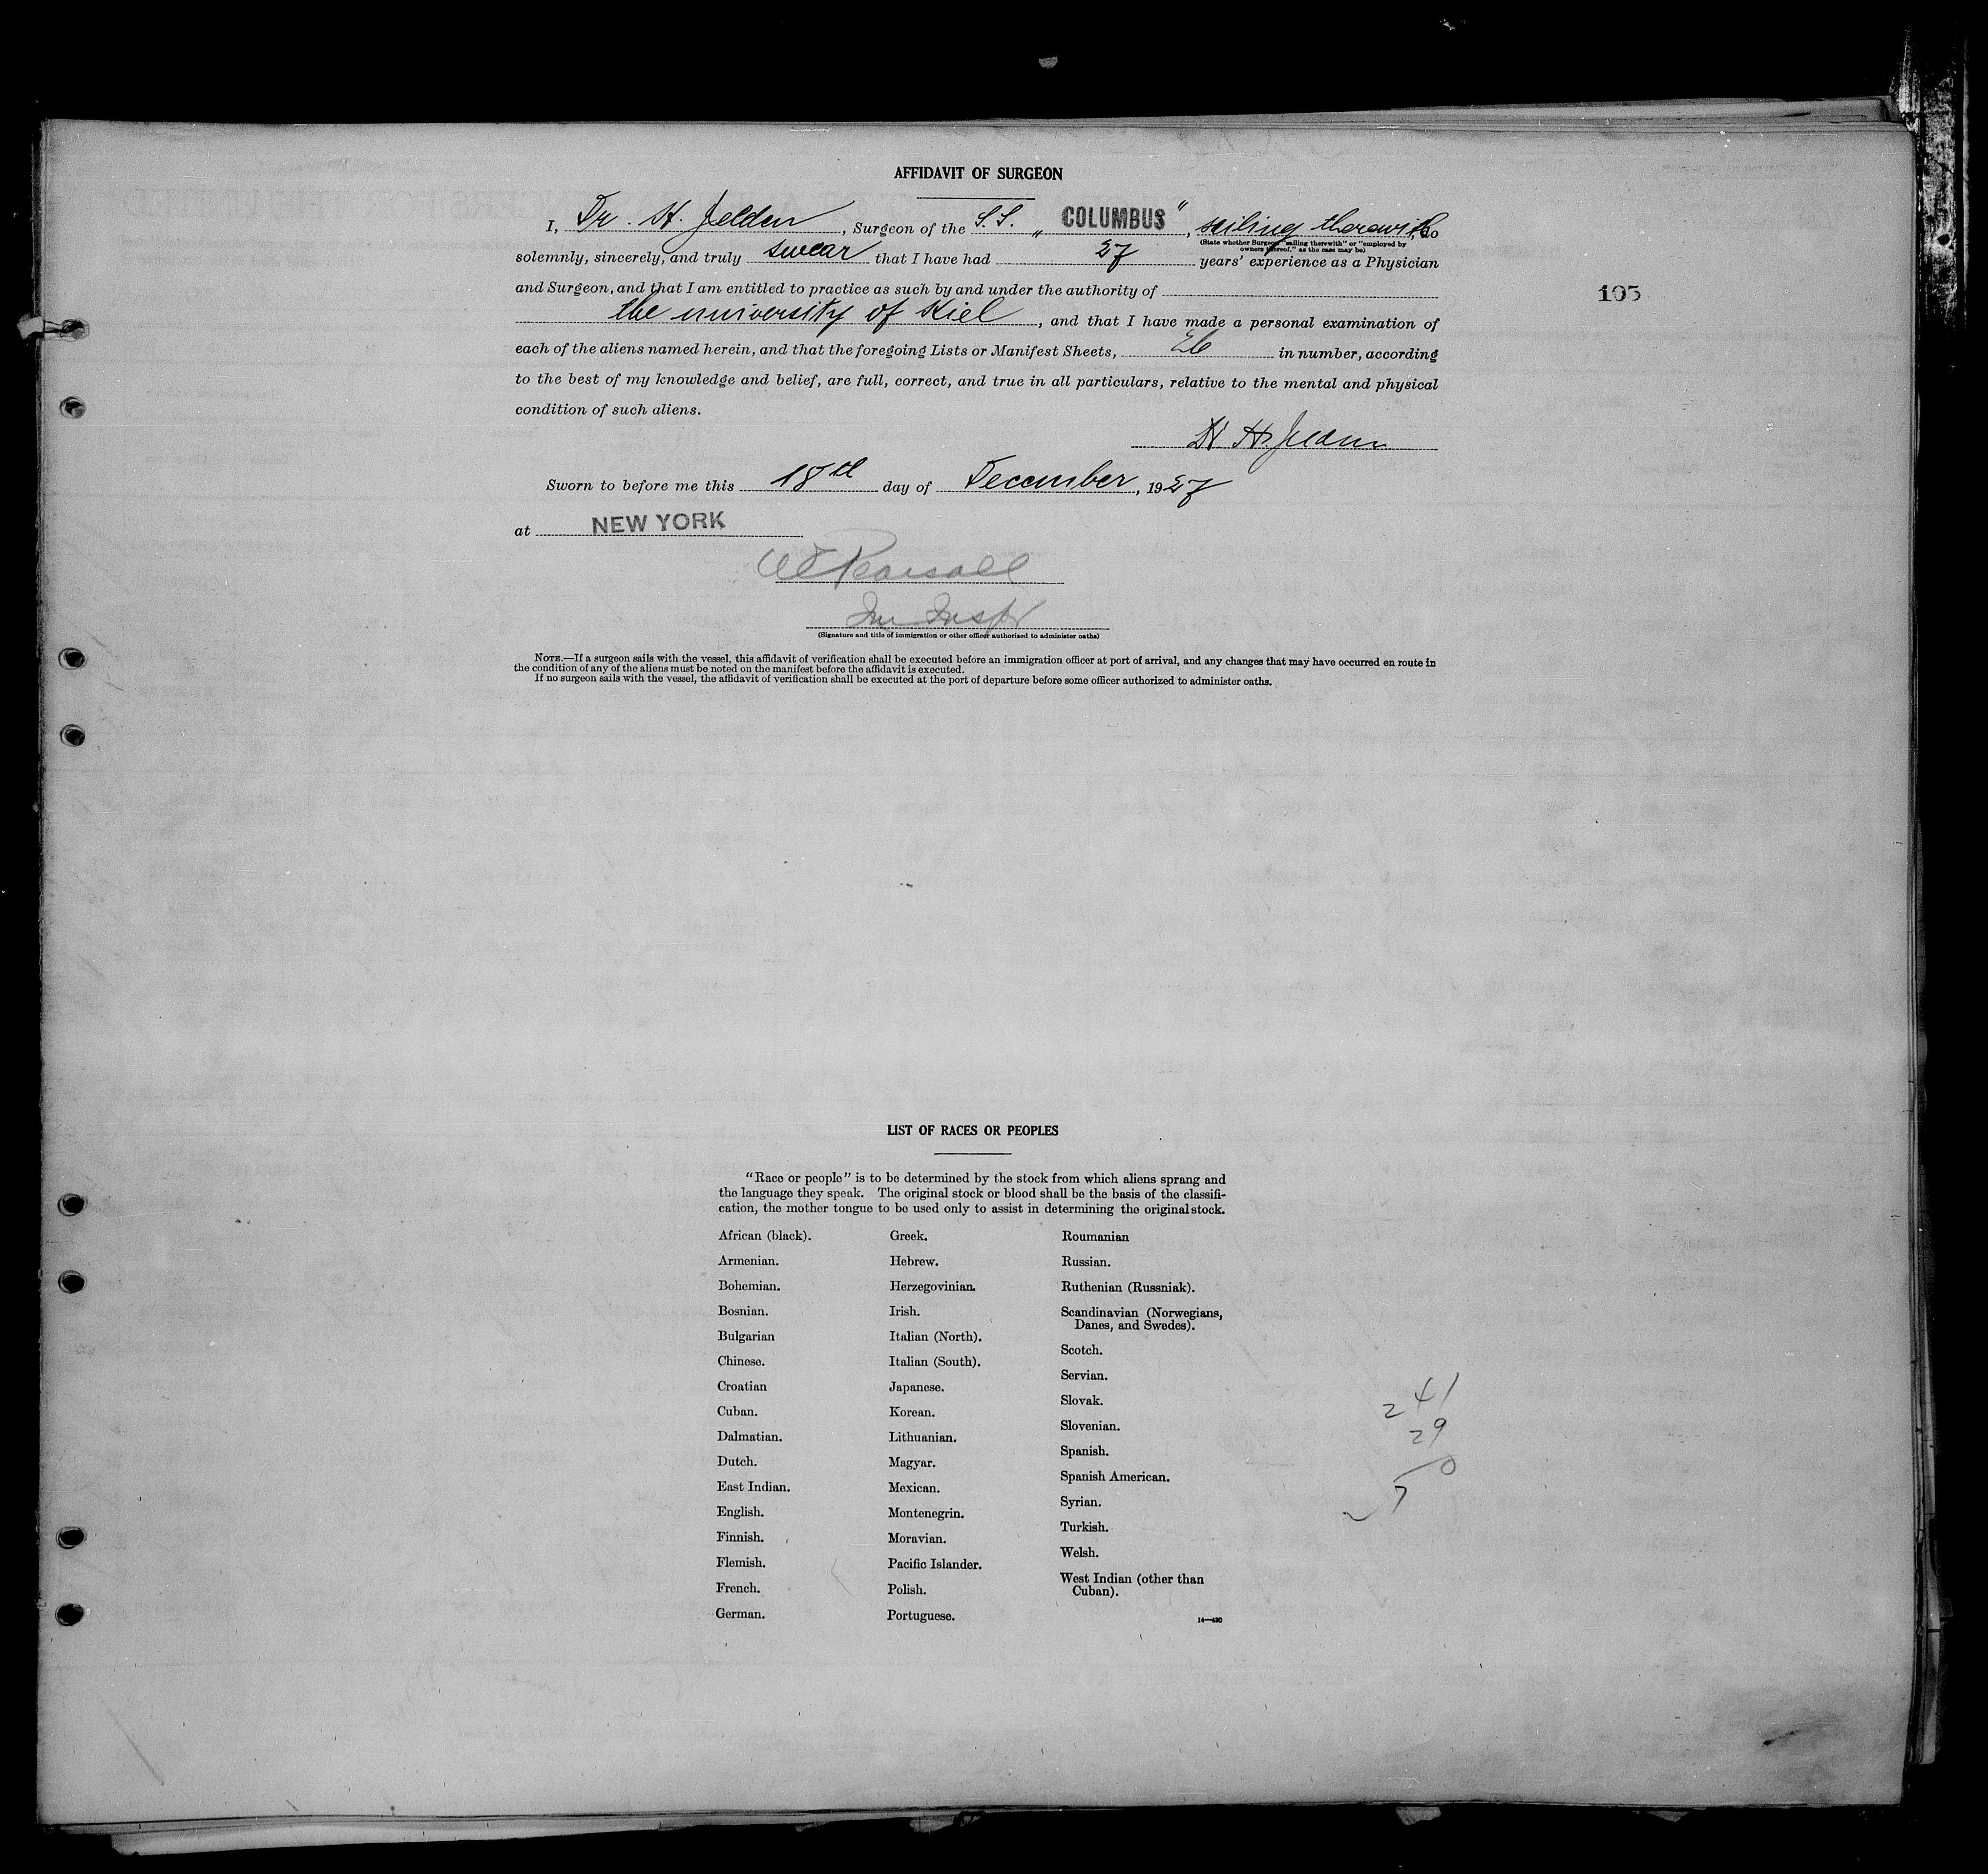 AFFIDAVIT OF SURGEON
I, Dr. H. Jelden, Surgeon of the S.S. „ COLUMBUS", sailing therewith, do
(State whether Surgeon "sailing therewith" or "employed by
owners thereof," as the case may be)
solemnly, sincerely, and truly swear that I have had 27 years' experience as a Physician
and Surgeon, and that I am entitled to practice as such by and under the authority of
105
the university of Kiel, and that I have made a personal examination of
each of the aliens named herein, and that the foregoing Lists or Manifest Sheets, 26 in number, according
to the best of my knowledge and belief, are full, correct, and true in all particulars, relative to the mental and physical
condition of such aliens.
Dr. H. Jelden
Sworn to before me this 18th day of December, 1927
at NEW YORK
Pearsall
Im Inspr
(Signature and title of immigration or other officer authorized to administer oaths)
NOTE.—If a surgeon sails with the vessel, this affidavit of verification shall be executed before an immigration officer at port of arrival, and any changes that may have occurred en route in
the condition of any of the aliens must be noted on the manifest before the affidavit is executed.
If no surgeon sails with the vessel, the affidavit of verification shall be executed at the port of departure before some officer authorized to administer oaths.
LIST OF RACES OR PEOPLES
"Race or people" is to be determined by the stock from which aliens sprang and
the language they speak. The original stock or blood shall be the basis of the classifi-
cation, the mother tongue to be used only to assist in determining the original stock.
African (black).
Armenian.
Bohemian.
Bosnian.
Bulgarian
Chinese.
Croatian
Cuban.
Dalmatian.
Dutch.
East Indian.
English.
Finnish.
Flemish.
French.
German.
Greek.
Hebrew.
Herzegovinian.
Irish.
Italian (North).
Italian (South).
Japanese.
Korean.
Lithuanian.
Magyar.
Mexican.
Montenegrin.
Moravian.
Pacific Islander.
Polish.
Portuguese.
Roumanian
Russian.
Ruthenian (Russniak).
Scandinavian (Norwegians,
Danes, and Swedes).
Scotch.
Servian.
Slovak.
Slovenian.
Spanish.
Spanish American.
Syrian.
Turkish.
Welsh.
West Indian (other than
Cuban).
14—430
241
29